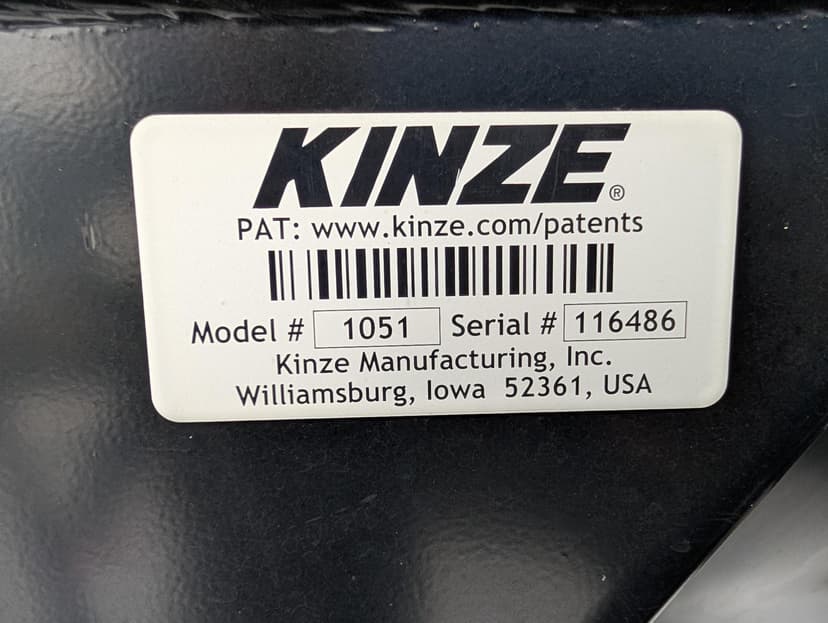 KINZE®
PAT: www.kinze.com/patents
Model # 1051 Serial # 116486
Kinze Manufacturing, Inc.
Williamsburg, Iowa 52361, USA